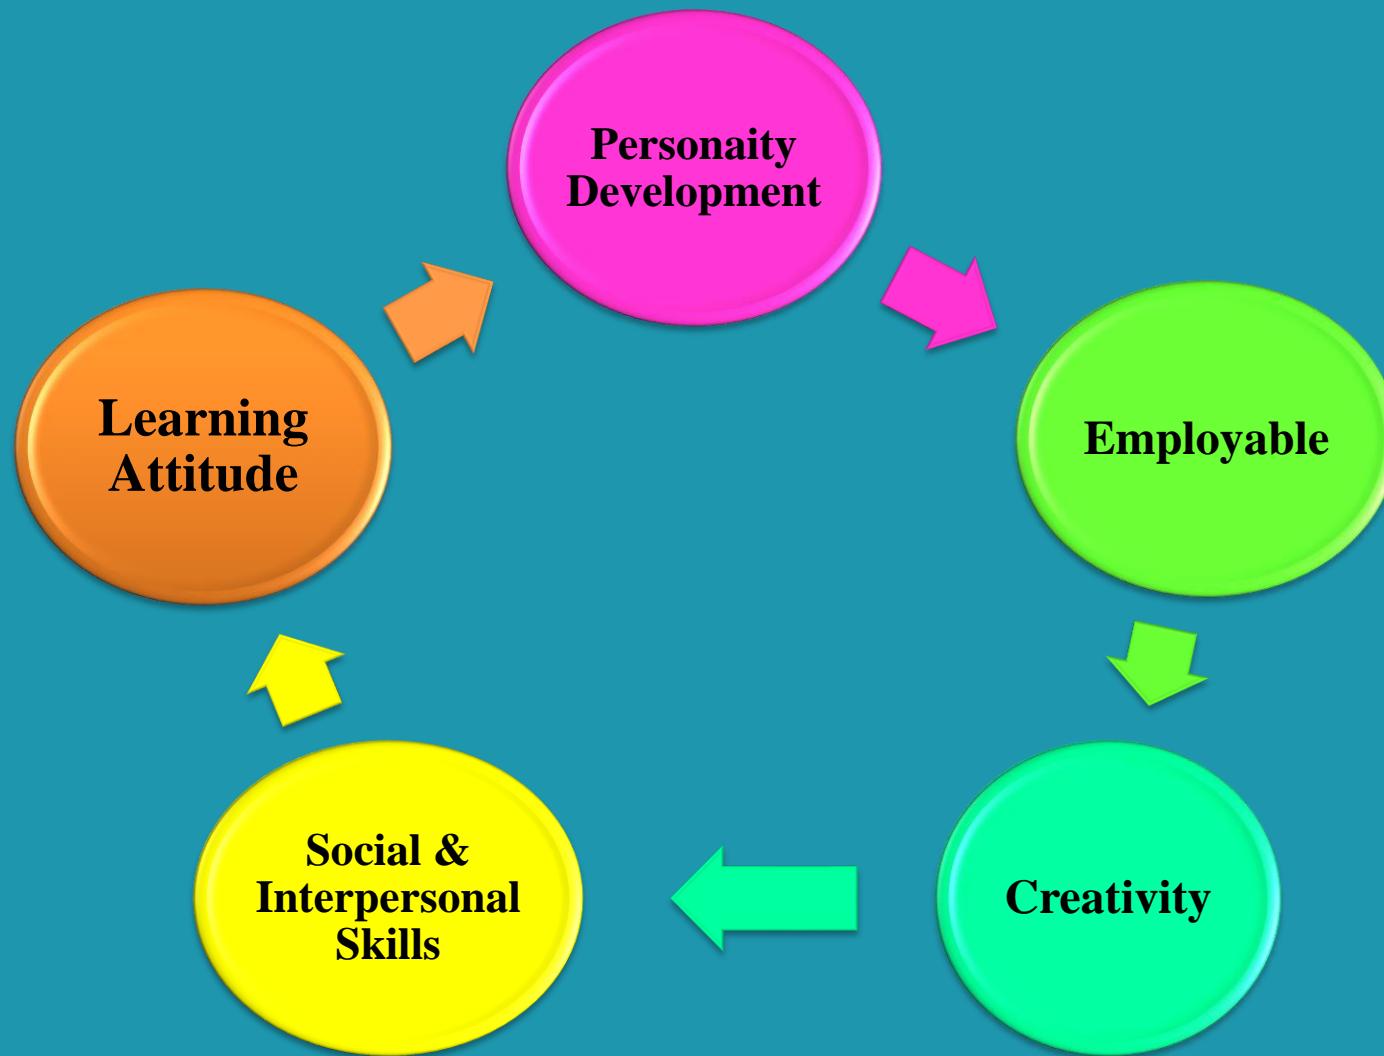 Personaity
Development
Employable
Creativity
Social &
Interpersonal
Skills
Learning
Attitude